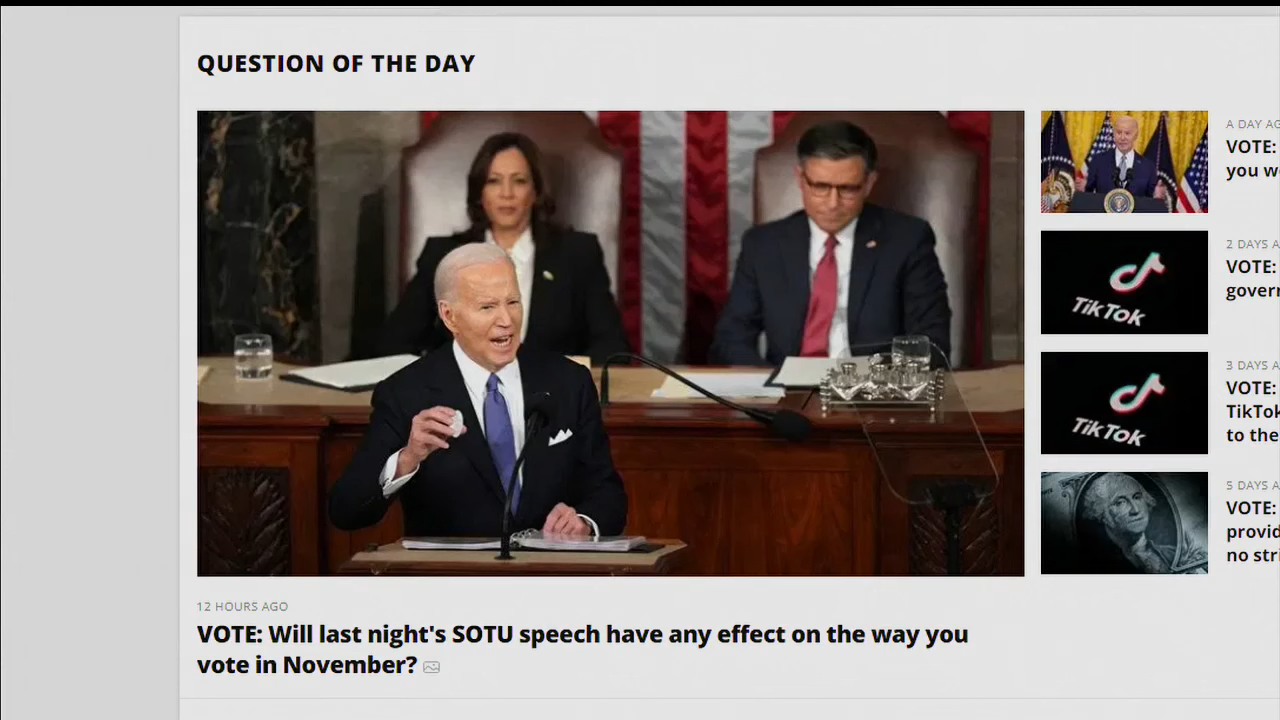 QUESTION OF THE DAY
12 HOURS AGO
VOTE: Will last night's SOTU speech have any effect on the way you
vote in November?
A DAY AG
VOTE:
you w
TikTok
2 DAYS A
VOTE:
govern
TikTok
3 DAYS A
VOTE:
TikTok
to the
5 DAYS A
VOTE:
provid
no stri